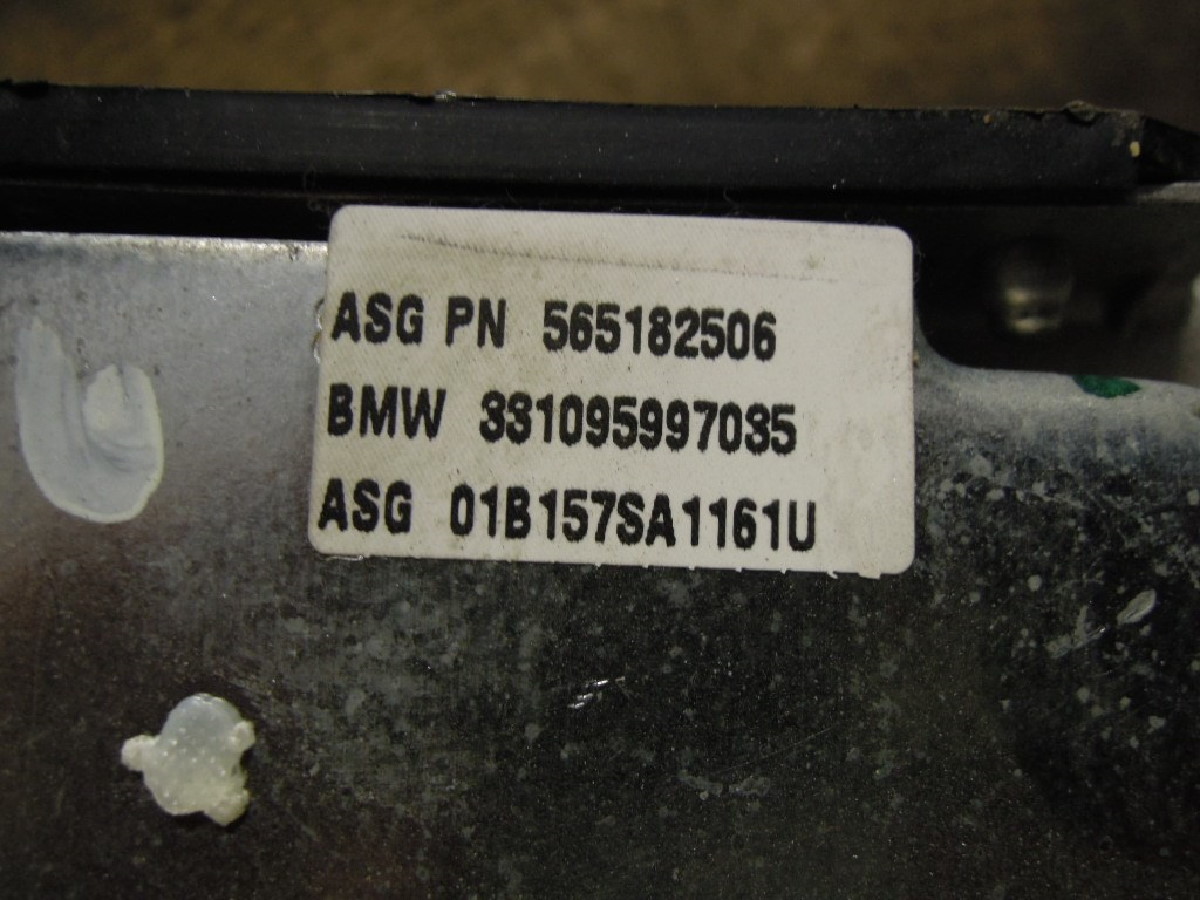 ASG PN 565182506
BMW 331095997035
ASG 01B157SA1161U